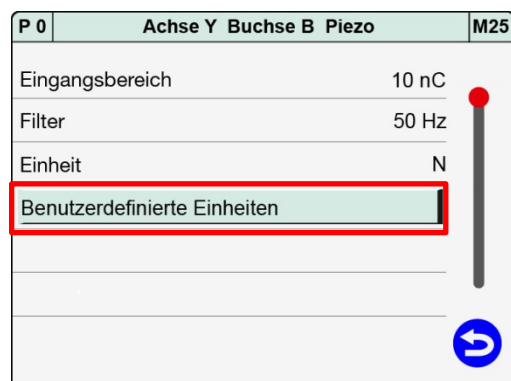 P 0 Achse Y Buchse B Piezo M25
Eingangsbereich 10 nC
Filter 50 Hz
Einheit N
Benutzerdefinierte Einheiten